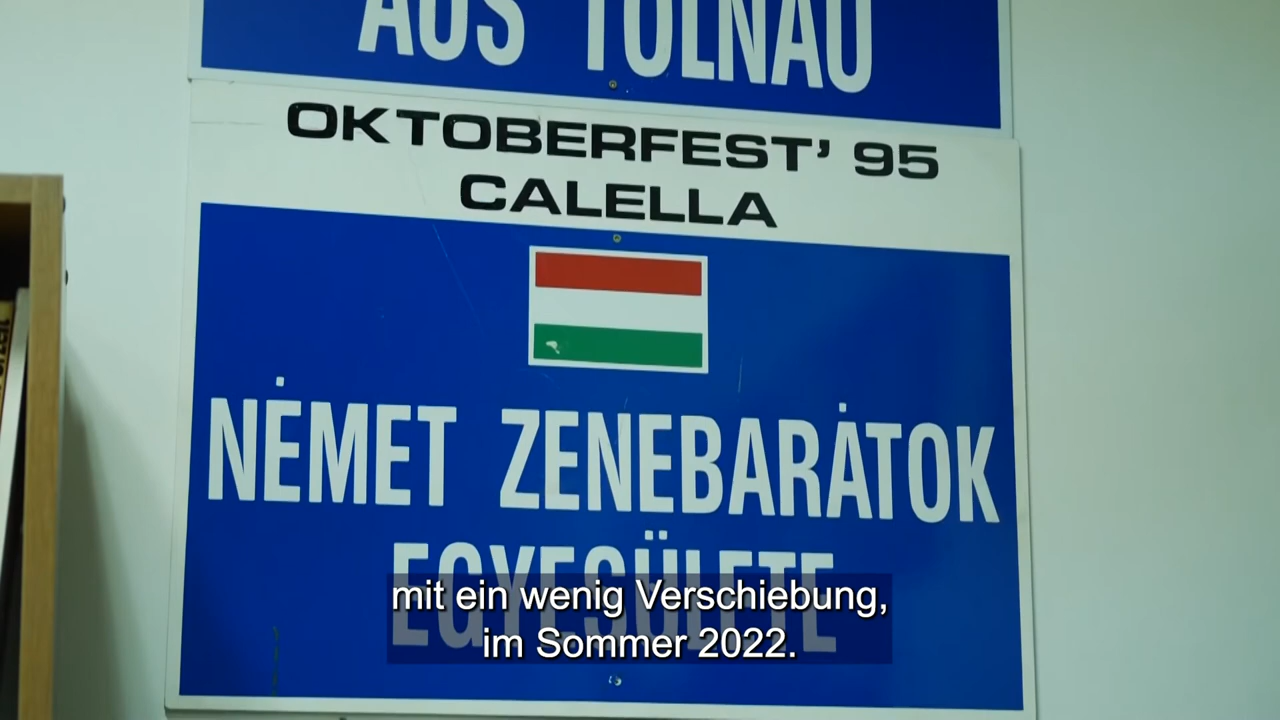 AUS TOLNAU
OKTOBERFEST' 95
CALELLA
NÉMET ZENEBARÁTOK
EGYESÜLETE
mit ein wenig Verschiebung,
im Sommer 2022.